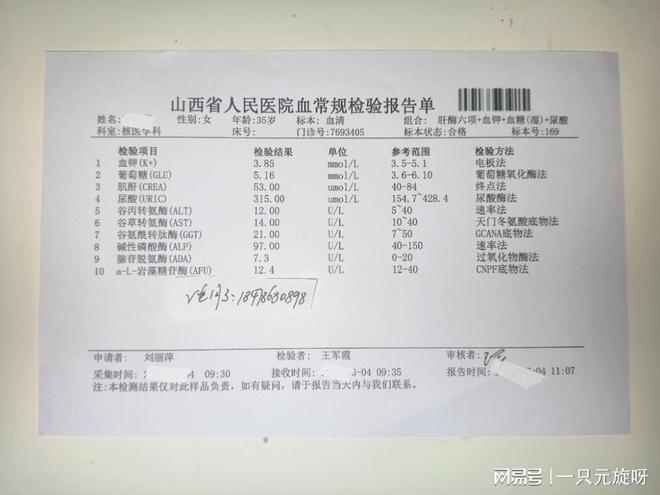 山西省人民医院血常规检验报告单
姓名: 性别:女 年龄:35岁 标本:血清 组合: 肝酶六项+血钾+血糖(湿)+尿酸
科室:核医学科 床号: 门诊号:7693405 标本状态:合格 标本号:169
检验项目 检验结果 单位 参考范围 检验方法
1 血钾(K+) 3.85 mmol/L 3.5-5.1 电板法
2 葡萄糖(GLU) 5.16 mmol/L 3.6-6.10 葡萄糖氧化酶法
3 肌酐(CREA) 53.00 umol/L 40-84 终点法
4 尿酸(URIC) 315.00 umol/L 154.7~428.4 尿酸酶法
5 谷丙转氨酶(ALT) 12.00 U/L 5~40 速率法
6 谷草转氨酶(AST) 14.00 U/L 10~40 天门冬氨酸底物法
7 谷氨酰转肽酶(GGT) 21.00 U/L 7~50 GCANA底物法
8 碱性磷酸酶(ALP) 97.00 U/L 40-150 速率法
9 腺苷脱氨酶(ADA) 7.3 U/L 0-20 过氧化物酶法
10 a-L-岩藻糖苷酶(AFU) 12.4 U/L 12-40 CNPF底物法
申请者: 刘丽萍 检验者: 王军霞 审核者:
采集时间: 04 09:30 接收时间: -04 09:35 报告时间: -04 11:07
注:本检测结果仅对此样品负责，如有疑问，请于报告当天内与我们联系。
网易号 | 一只元旋呀